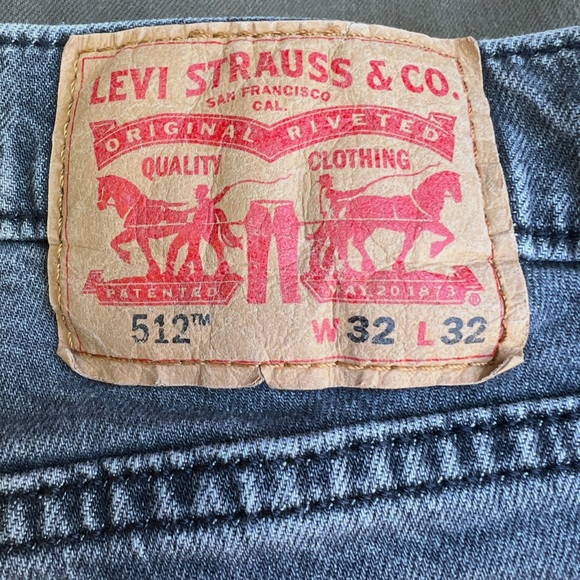 LEVI STRAUSS & CO.
SAN FRANCISCO
CAL.
ORIGINAL RIVETED
QUALITY CLOTHING
PATENTED MAY 20 1873 ®
512™ W 32 L 32